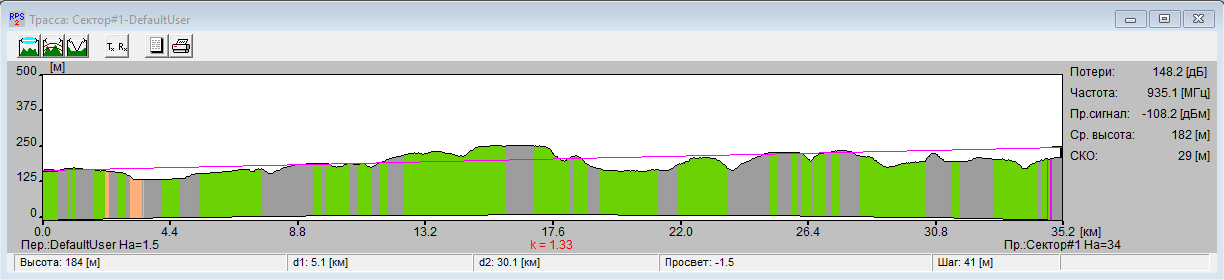 RPS 2 Трасса: Сектор#1-DefaultUser
Tx Rx
[м]
500
375
250
125
0
0.0 4.4 8.8 13.2 17.6 22.0 26.4 30.8 35.2 [км]
Пер.:DefaultUser Ha=1.5 k = 1.33 Пр.:Сектор#1 Ha=34
Потери: 148.2 [дБ]
Частота: 935.1 [МГц]
Пр.сигнал: -108.2 [дБм]
Ср. высота: 182 [м]
СКО: 29 [м]
Высота: 184 [м] d1: 5.1 [км] d2: 30.1 [км] Просвет: -1.5 Шаг: 41 [м]